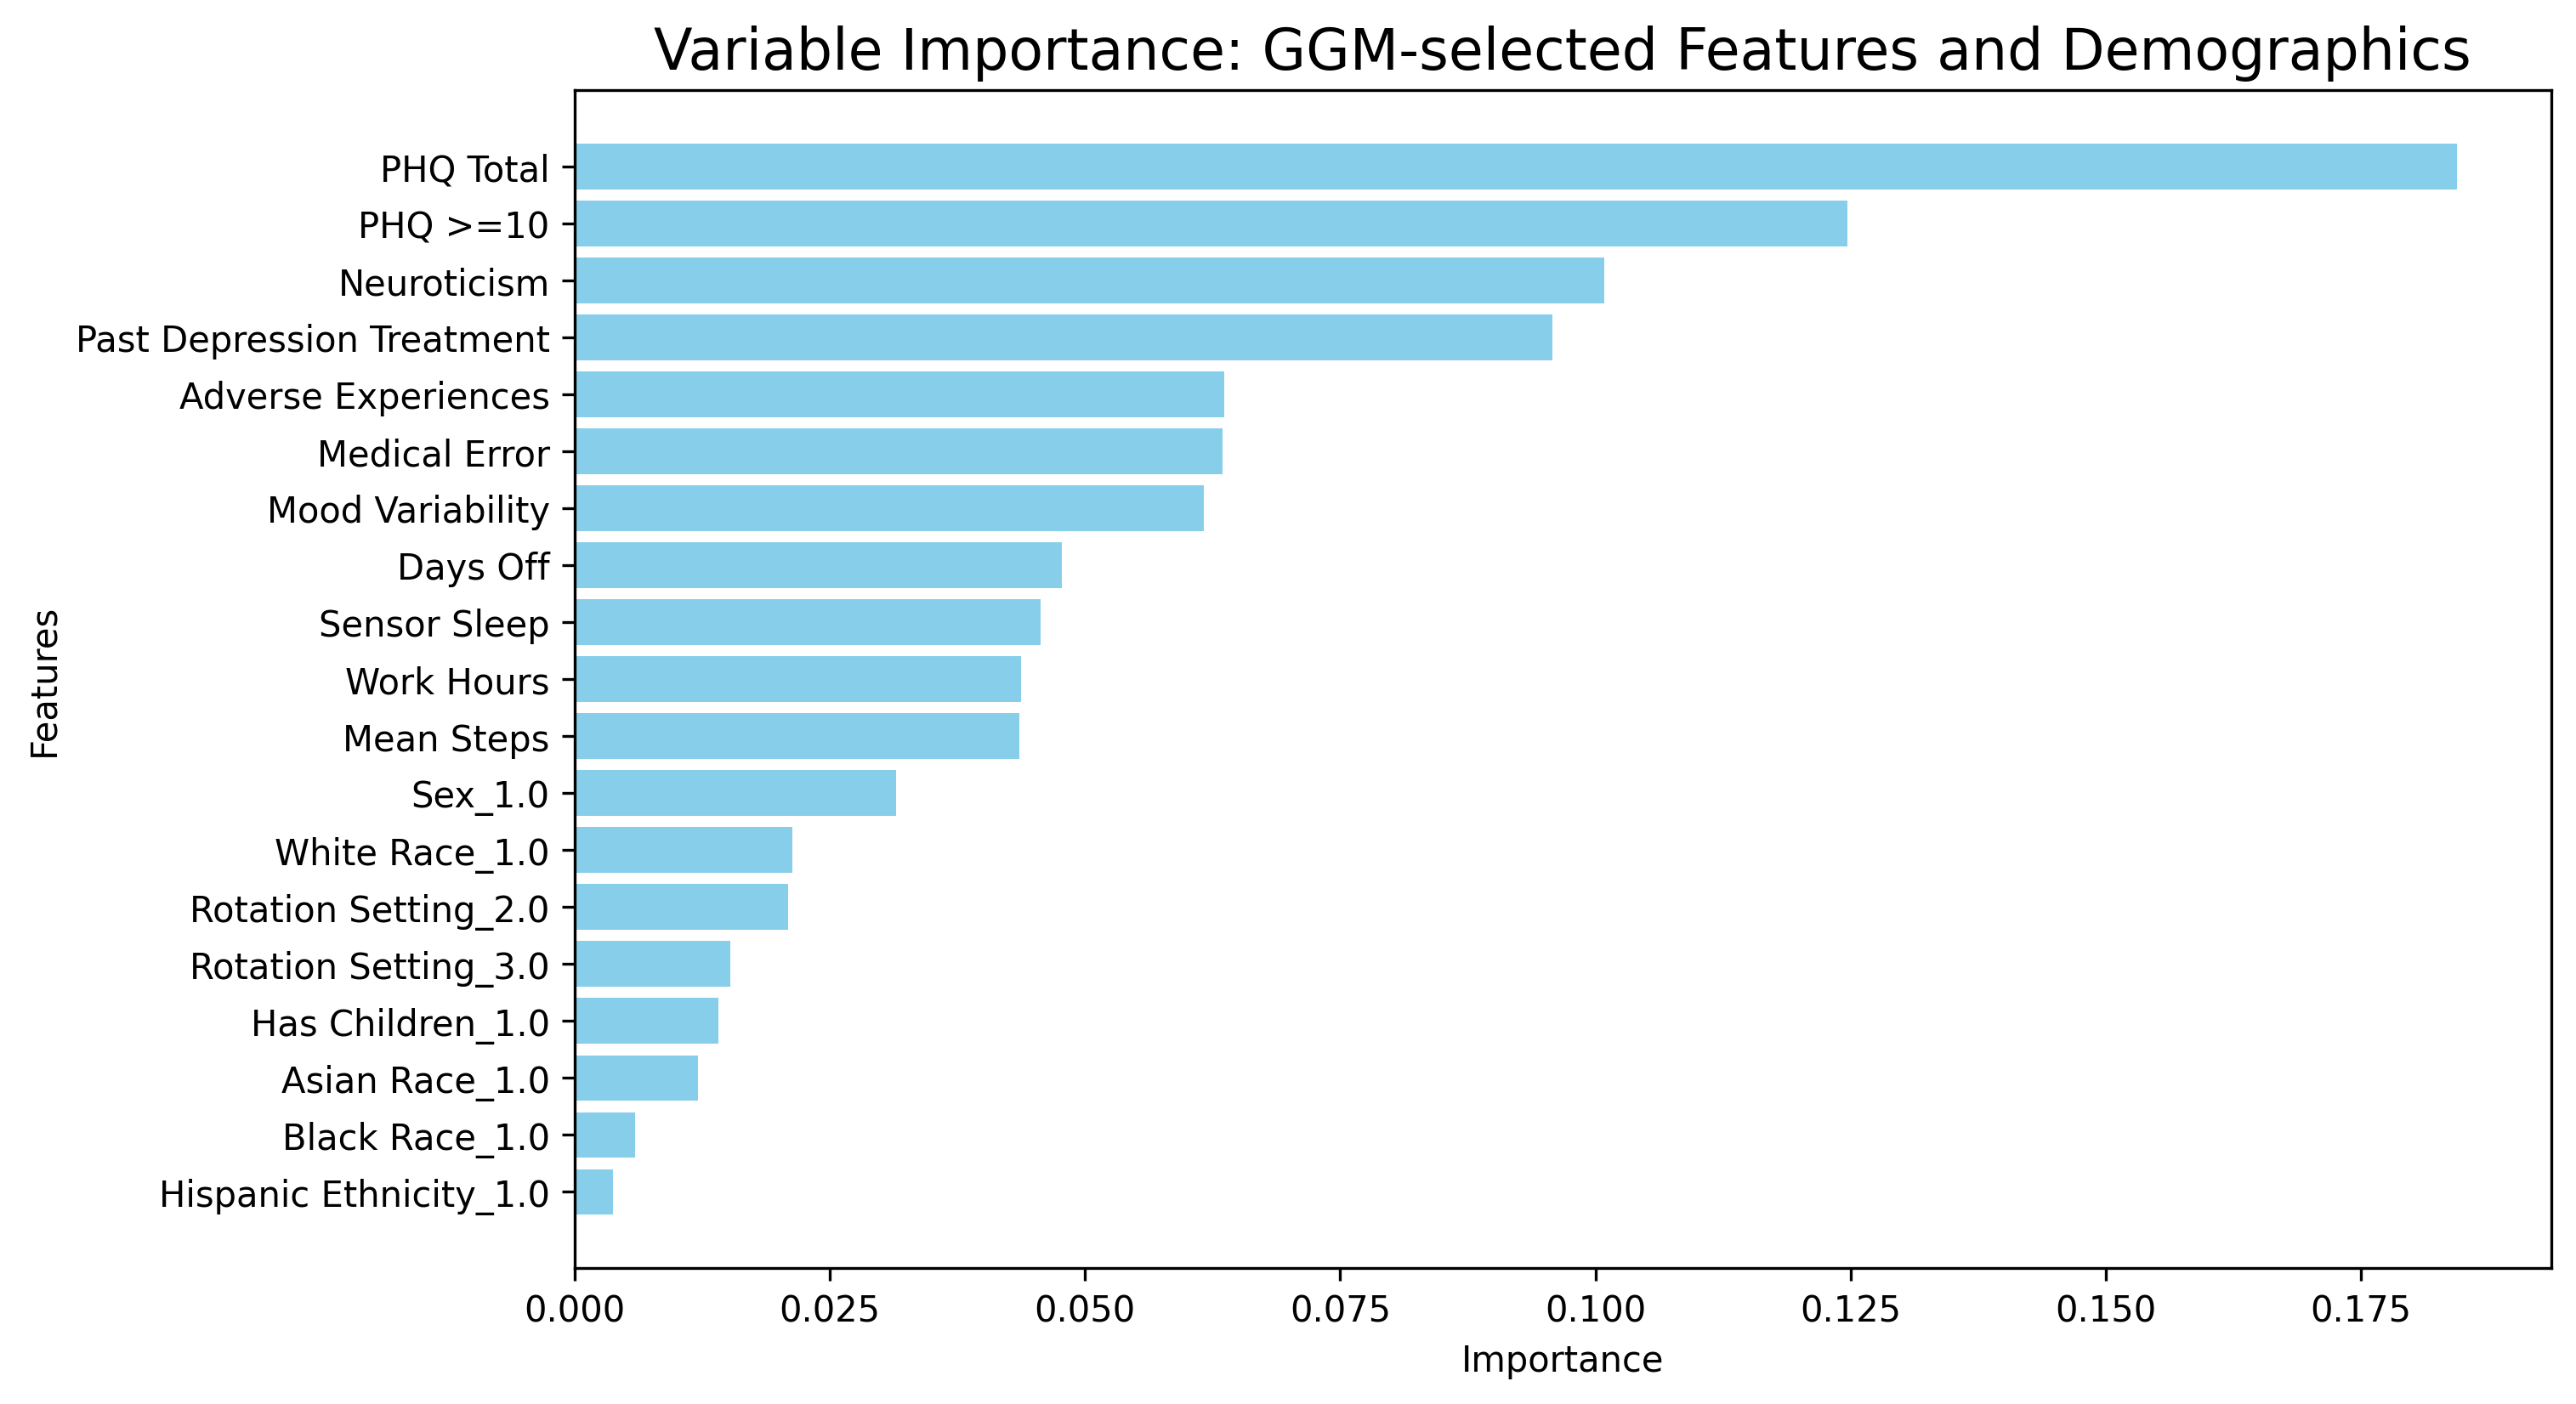 Variable Importance: GGM-selected Features and Demographics
PHQ Total
PHQ >=10
Neuroticism
Past Depression Treatment
Adverse Experiences
Medical Error
Mood Variability
Days Off
Sensor Sleep
Work Hours
Mean Steps
Sex_1.0
White Race_1.0
Rotation Setting_2.0
Rotation Setting_3.0
Has Children_1.0
Asian Race_1.0
Black Race_1.0
Hispanic Ethnicity_1.0
Features
0.000 0.025 0.050 0.075 0.100 0.125 0.150 0.175
Importance